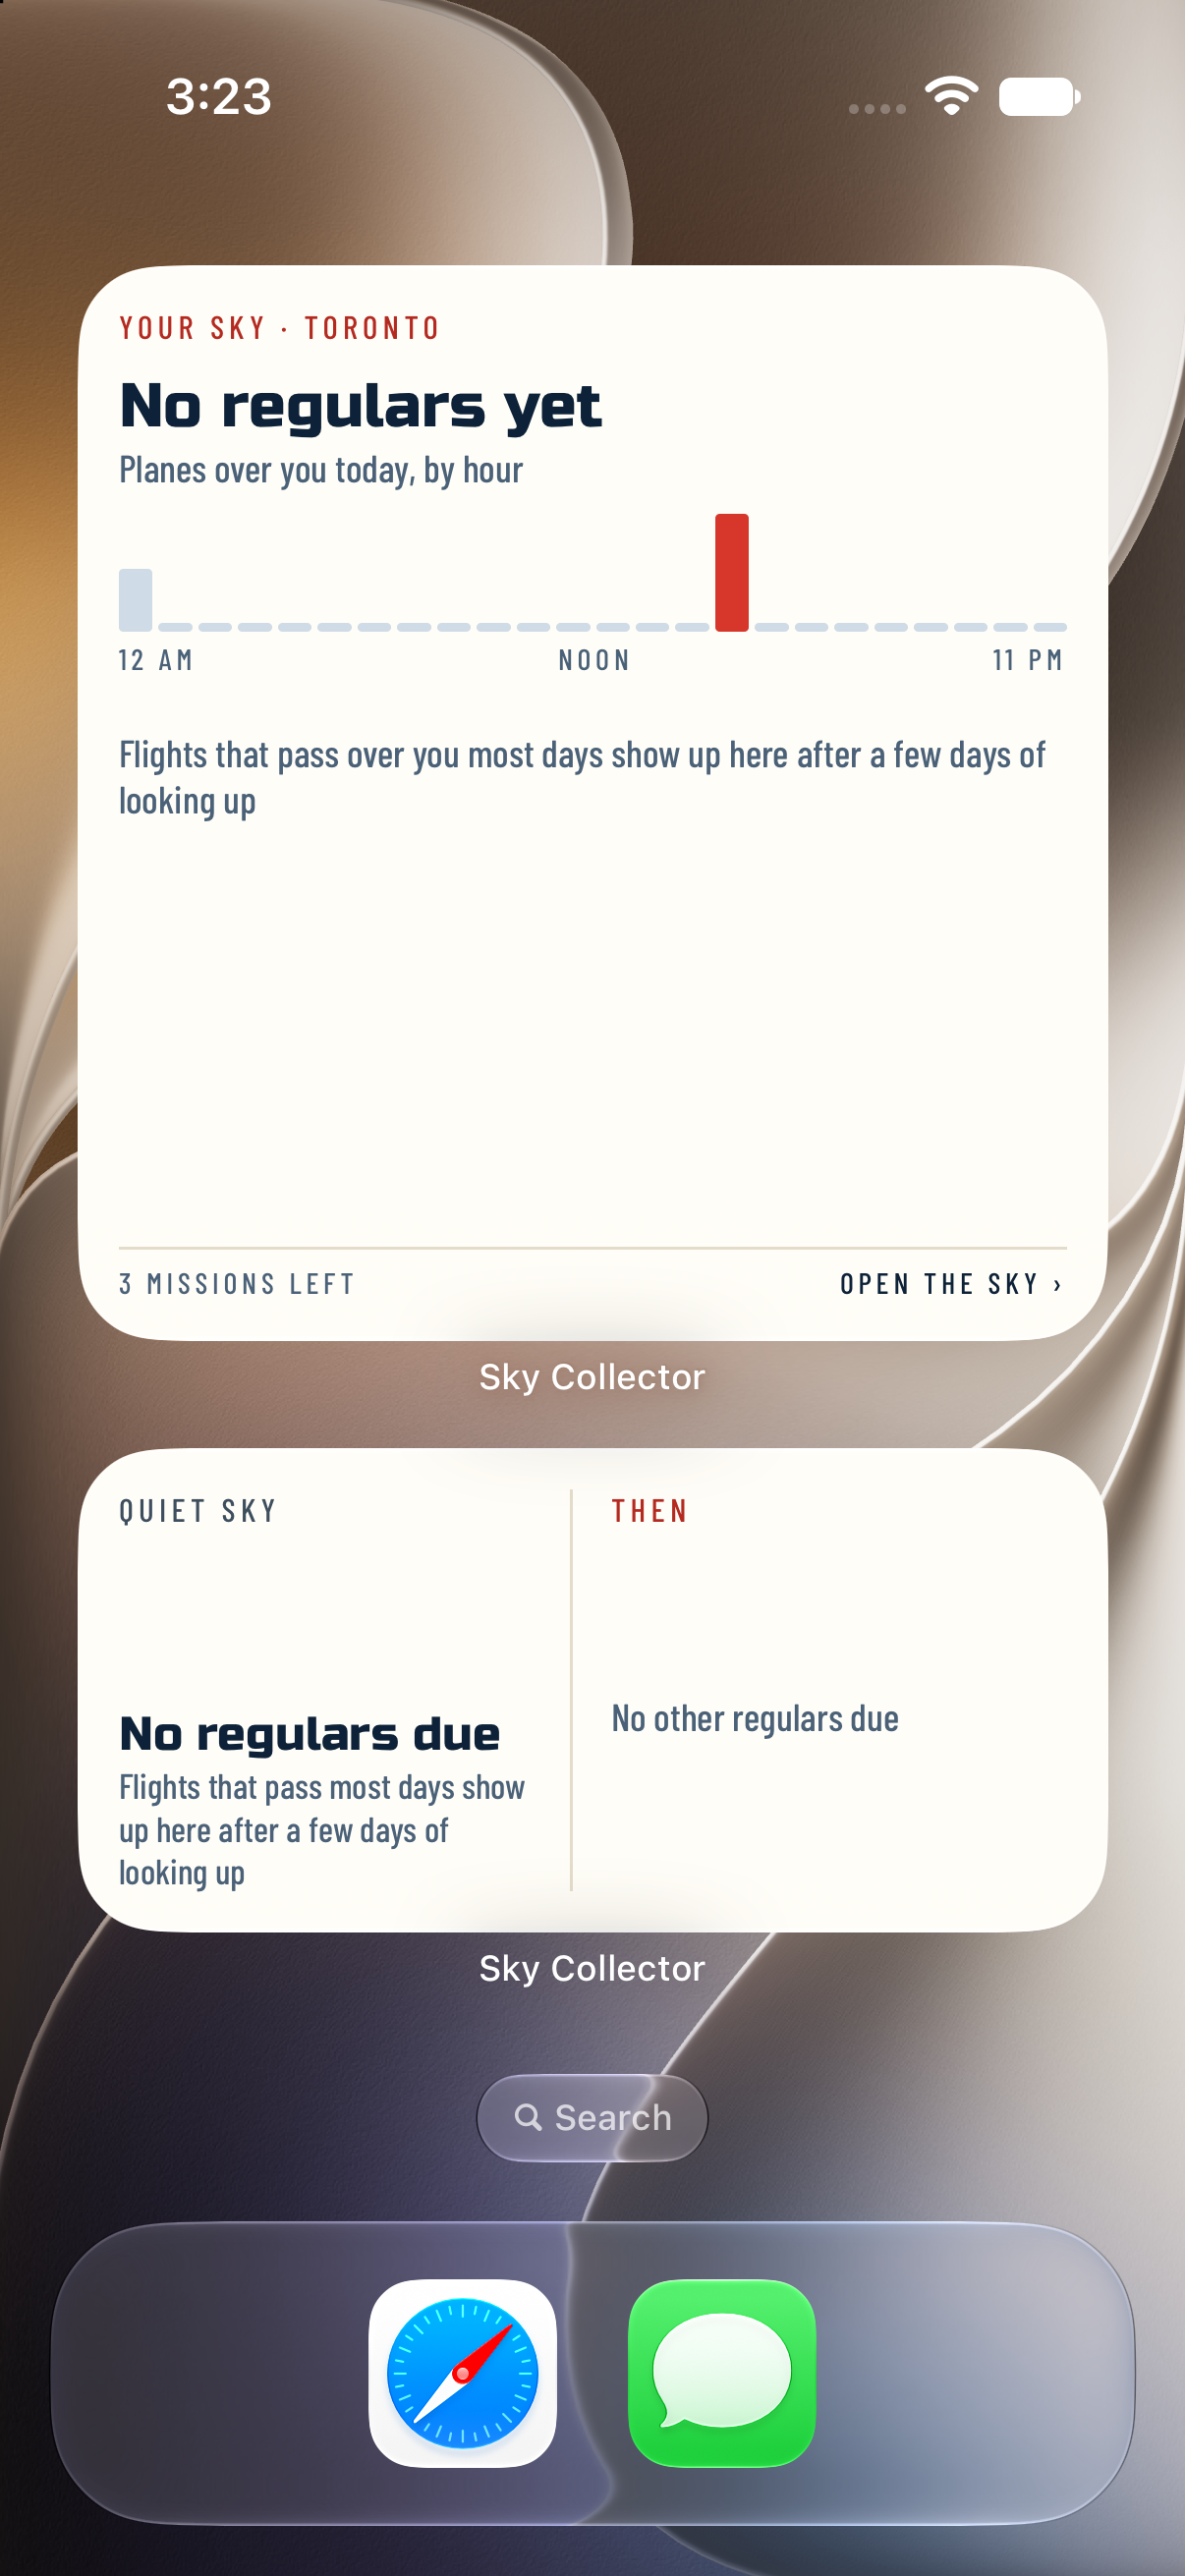 3:23
YOUR SKY · TORONTO
No regulars yet
Planes over you today, by hour
12 AM NOON 11 PM
Flights that pass over you most days show up here after a few days of
looking up
3 MISSIONS LEFT OPEN THE SKY ›
Sky Collector
QUIET SKY
No regulars due
Flights that pass most days show
up here after a few days of
looking up
THEN
No other regulars due
Sky Collector
Search